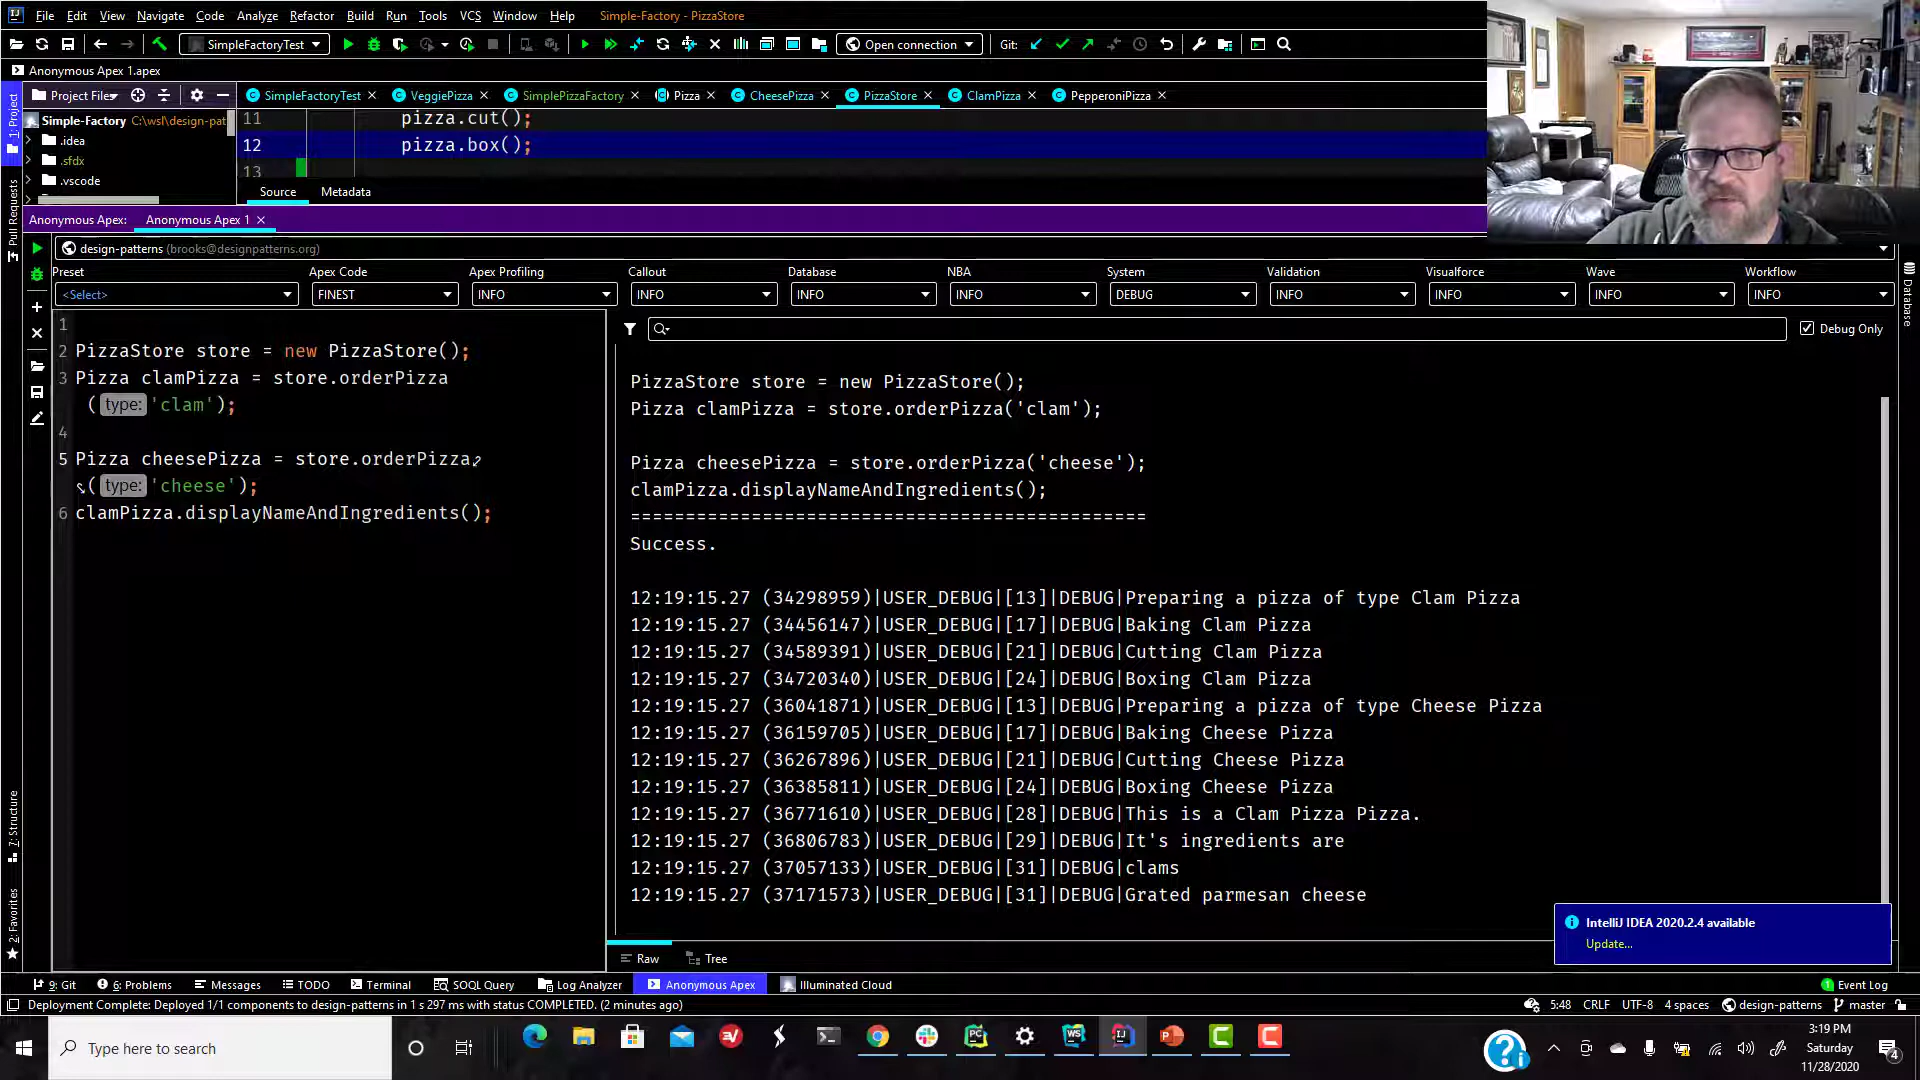 File Edit View Navigate Code Analyze Refactor Build Run Tools VCS Window Help Simple-Factory - PizzaStore
SimpleFactoryTest Open connection Git:
Anonymous Apex 1.apex
Project Files SimpleFactoryTest VeggiePizza SimplePizzaFactory Pizza CheesePizza PizzaStore ClamPizza PepperoniPizza
Simple-Factory C:\wsl\design-pat
.idea
.sfdx
.vscode
11 pizza.cut();
12 pizza.box();
13
Source Metadata
1: Project
Pull Requests
7: Structure
2: Favorites
Database
Anonymous Apex: Anonymous Apex 1
design-patterns (brooks@designpatterns.org)
Preset Apex Code Apex Profiling Callout Database NBA System Validation Visualforce Wave Workflow
<Select> FINEST INFO INFO INFO INFO DEBUG INFO INFO INFO INFO
Debug Only
1
2 PizzaStore store = new PizzaStore();
3 Pizza clamPizza = store.orderPizza
(type: 'clam');
4
5 Pizza cheesePizza = store.orderPizza
(type: 'cheese');
6 clamPizza.displayNameAndIngredients();
PizzaStore store = new PizzaStore();
Pizza clamPizza = store.orderPizza('clam');
Pizza cheesePizza = store.orderPizza('cheese');
clamPizza.displayNameAndIngredients();
===============================================
Success.
12:19:15.27 (34298959)|USER_DEBUG|[13]|DEBUG|Preparing a pizza of type Clam Pizza
12:19:15.27 (34456147)|USER_DEBUG|[17]|DEBUG|Baking Clam Pizza
12:19:15.27 (34589391)|USER_DEBUG|[21]|DEBUG|Cutting Clam Pizza
12:19:15.27 (34720340)|USER_DEBUG|[24]|DEBUG|Boxing Clam Pizza
12:19:15.27 (36041871)|USER_DEBUG|[13]|DEBUG|Preparing a pizza of type Cheese Pizza
12:19:15.27 (36159705)|USER_DEBUG|[17]|DEBUG|Baking Cheese Pizza
12:19:15.27 (36267896)|USER_DEBUG|[21]|DEBUG|Cutting Cheese Pizza
12:19:15.27 (36385811)|USER_DEBUG|[24]|DEBUG|Boxing Cheese Pizza
12:19:15.27 (36771610)|USER_DEBUG|[28]|DEBUG|This is a Clam Pizza Pizza.
12:19:15.27 (36806783)|USER_DEBUG|[29]|DEBUG|It's ingredients are
12:19:15.27 (37057133)|USER_DEBUG|[31]|DEBUG|clams
12:19:15.27 (37171573)|USER_DEBUG|[31]|DEBUG|Grated parmesan cheese
IntelliJ IDEA 2020.2.4 available
Update...
Raw Tree
9: Git 6: Problems Messages TODO Terminal SOQL Query Log Analyzer Anonymous Apex Illuminated Cloud 1 Event Log
Deployment Complete: Deployed 1/1 components to design-patterns in 1 s 297 ms with status COMPLETED. (2 minutes ago) 5:48 CRLF UTF-8 4 spaces design-patterns master
Type here to search
3:19 PM
Saturday
11/28/2020
4